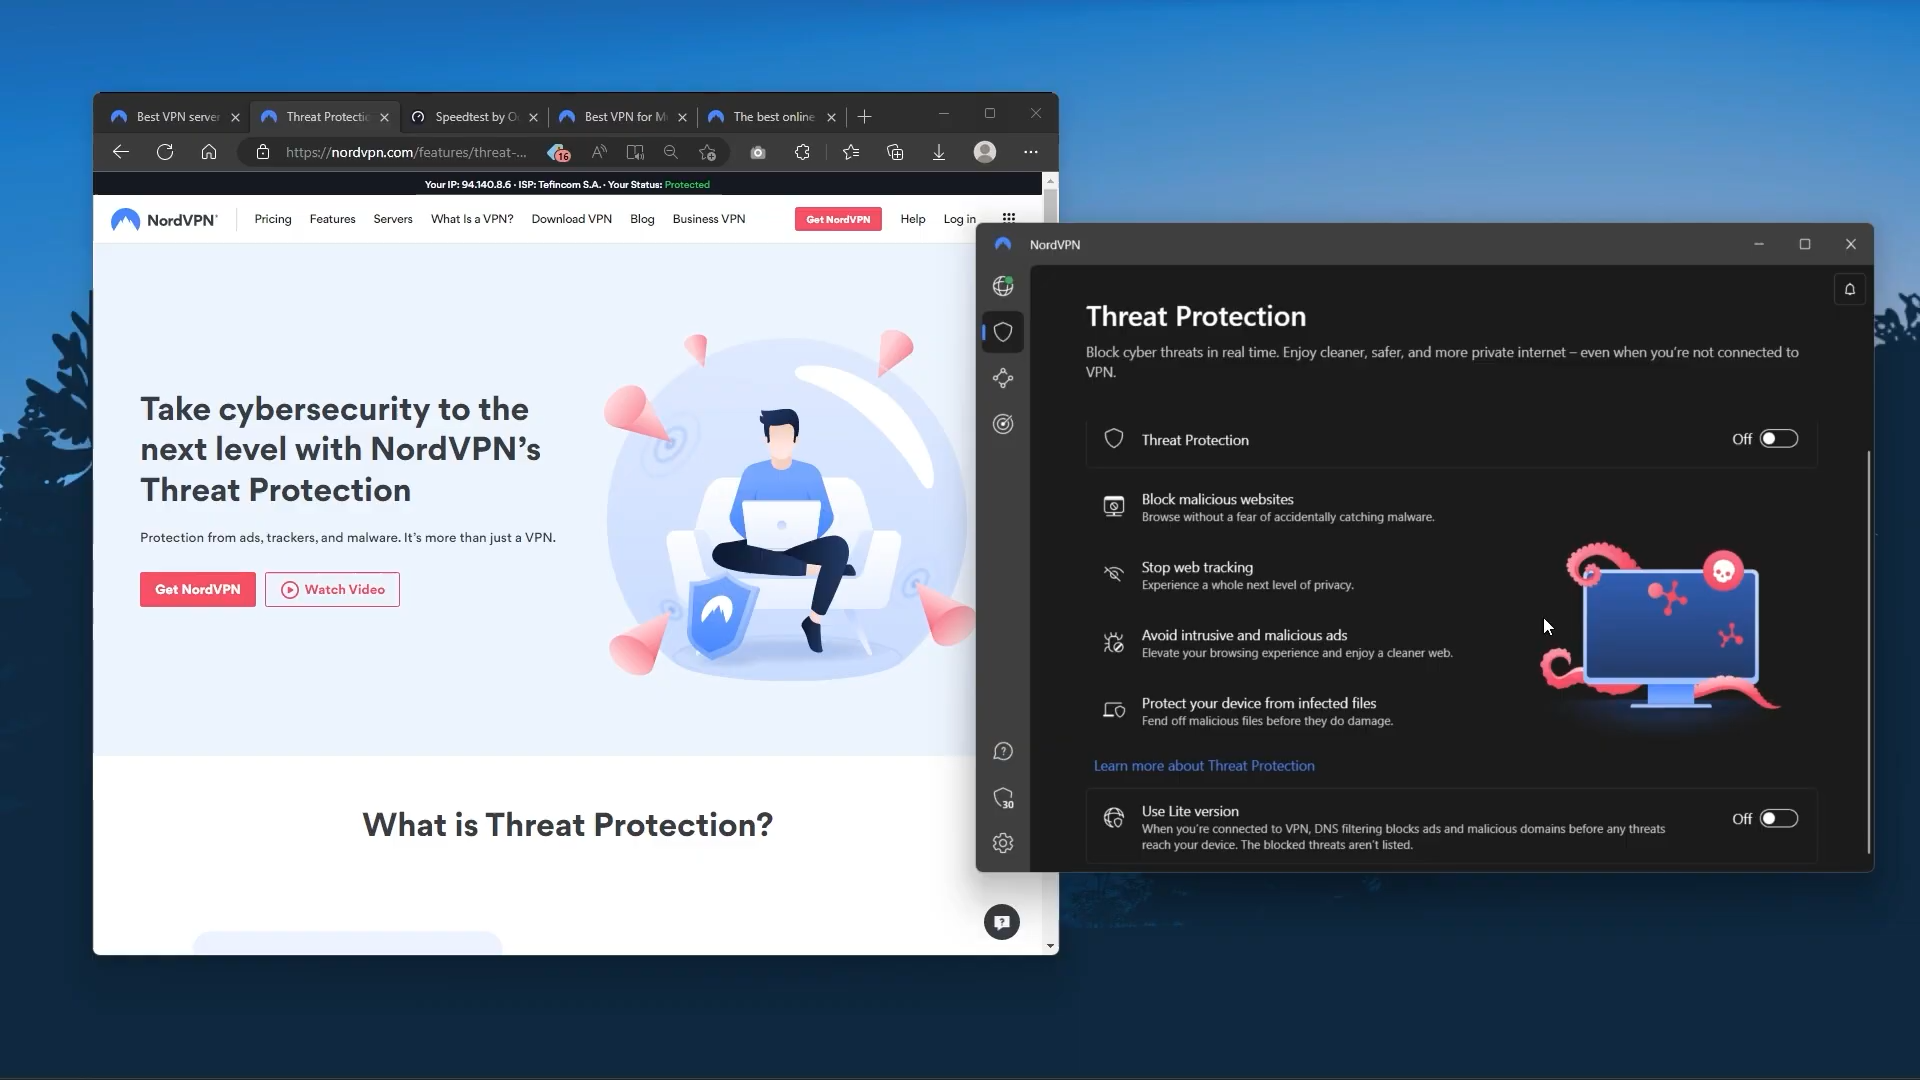 Best VPN server
Threat Protectio
Speedtest by O
Best VPN for M
The best online
https://nordvpn.com/features/threat-...
16
Your IP: 94.140.8.6 · ISP: Tefincom S.A. · Your Status: Protected
NordVPN®
Pricing
Features
Servers
What Is a VPN?
Download VPN
Blog
Business VPN
Get NordVPN
Help
Log in
Take cybersecurity to the
next level with NordVPN’s
Threat Protection
Protection from ads, trackers, and malware. It’s more than just a VPN.
Get NordVPN
Watch Video
What is Threat Protection?
NordVPN
Threat Protection
Block cyber threats in real time. Enjoy cleaner, safer, and more private internet – even when you’re not connected to
VPN.
Threat Protection
Off
Block malicious websites
Browse without a fear of accidentally catching malware.
Stop web tracking
Experience a whole next level of privacy.
Avoid intrusive and malicious ads
Elevate your browsing experience and enjoy a cleaner web.
Protect your device from infected files
Fend off malicious files before they do damage.
Learn more about Threat Protection
30
Use Lite version
When you’re connected to VPN, DNS filtering blocks ads and malicious domains before any threats
reach your device. The blocked threats aren’t listed.
Off